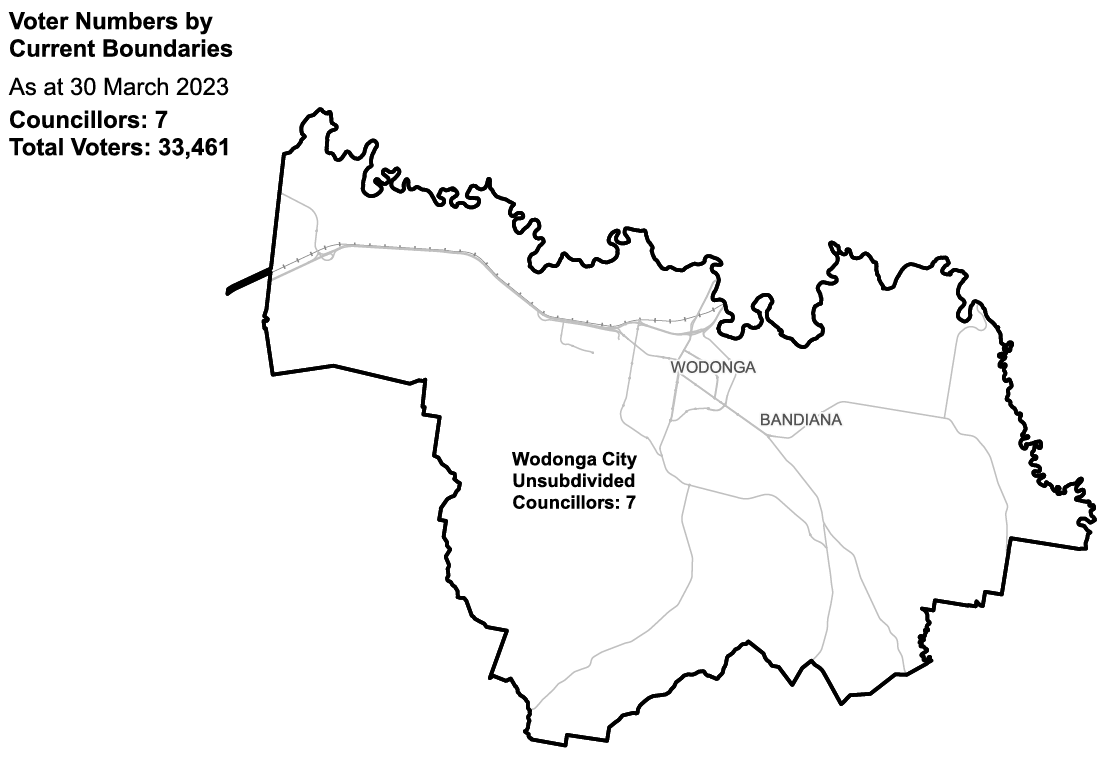 Voter Numbers by
Current Boundaries
As at 30 March 2023
Councillors: 7
Total Voters: 33,461
WODONGA
BANDIANA
Wodonga City
Unsubdivided
Councillors: 7